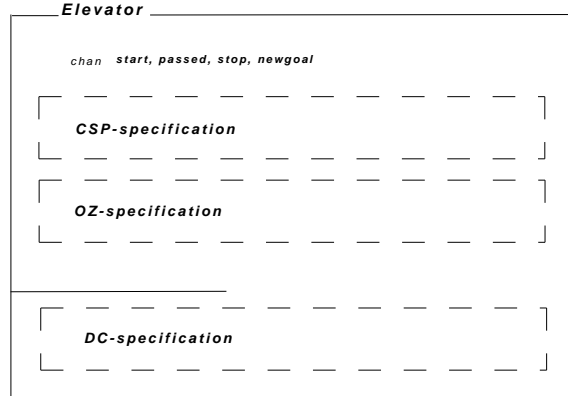 Elevator
chan start, passed, stop, newgoal
CSP-specification
OZ-specification
DC-specification